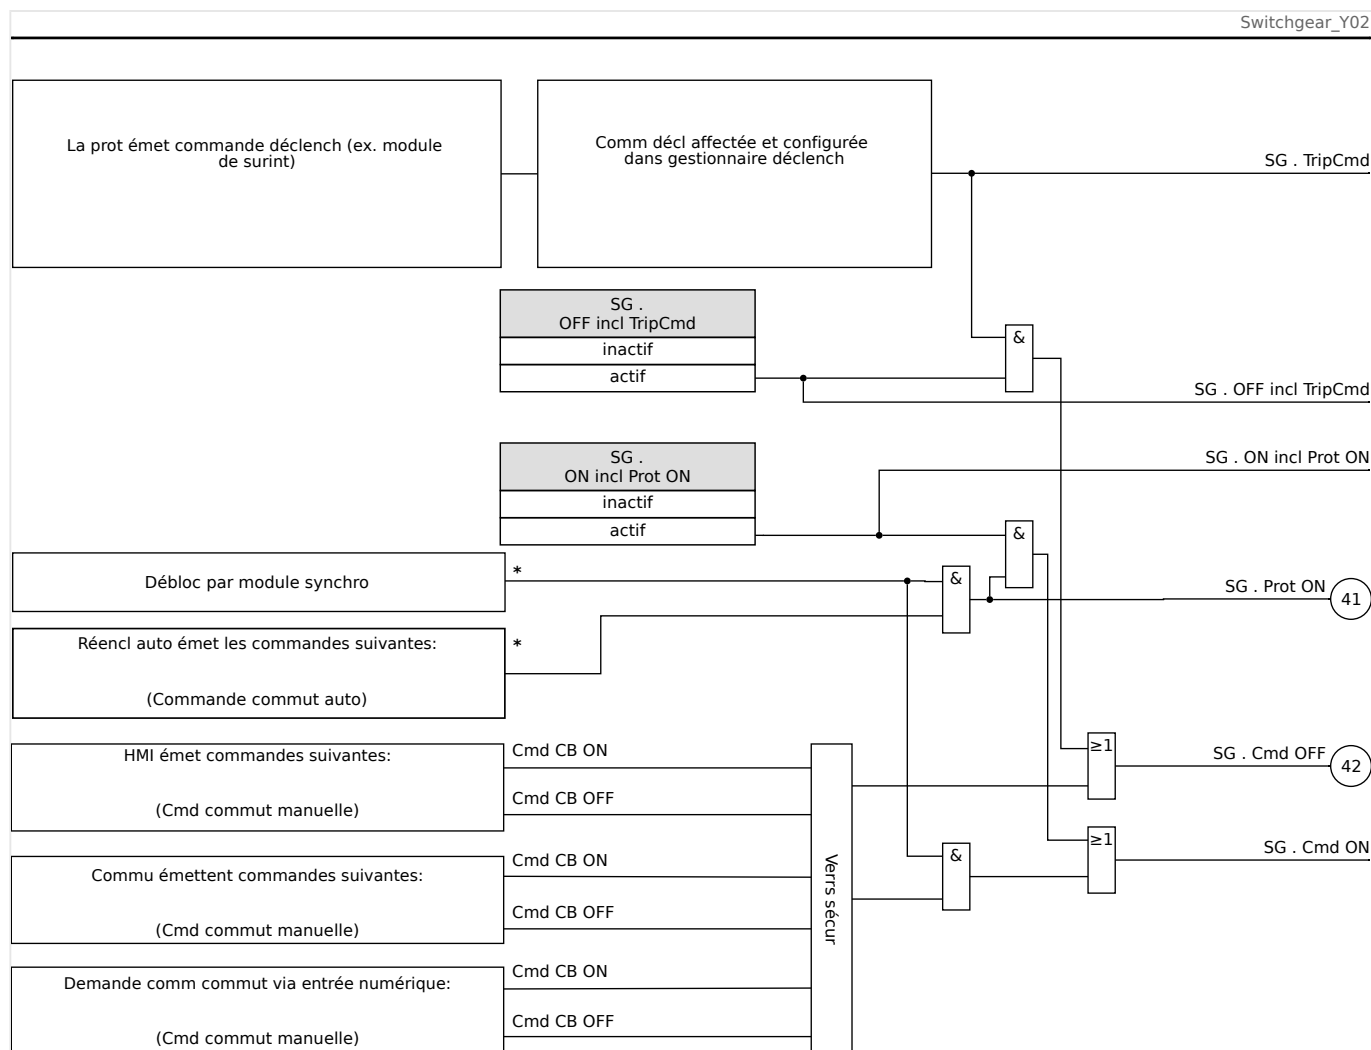 Switchgear_Y02
La prot émet commande déclench (ex. module
de surint)
Comm décl affectée et configurée
dans gestionnaire déclench
SG . TripCmd
SG .
OFF incl TripCmd
inactif
actif
&
SG . OFF incl TripCmd
SG .
ON incl Prot ON
inactif
actif
SG . ON incl Prot ON
&
Débloc par module synchro
*
&
SG . Prot ON
41
Réencl auto émet les commandes suivantes:
(Commande commut auto)
*
HMI émet commandes suivantes:
(Cmd commut manuelle)
Cmd CB ON
Cmd CB OFF
≥1
SG . Cmd OFF
42
Commu émettent commandes suivantes:
(Cmd commut manuelle)
Cmd CB ON
Cmd CB OFF
Verrs sécur
&
≥1
SG . Cmd ON
Demande comm commut via entrée numérique:
(Cmd commut manuelle)
Cmd CB ON
Cmd CB OFF